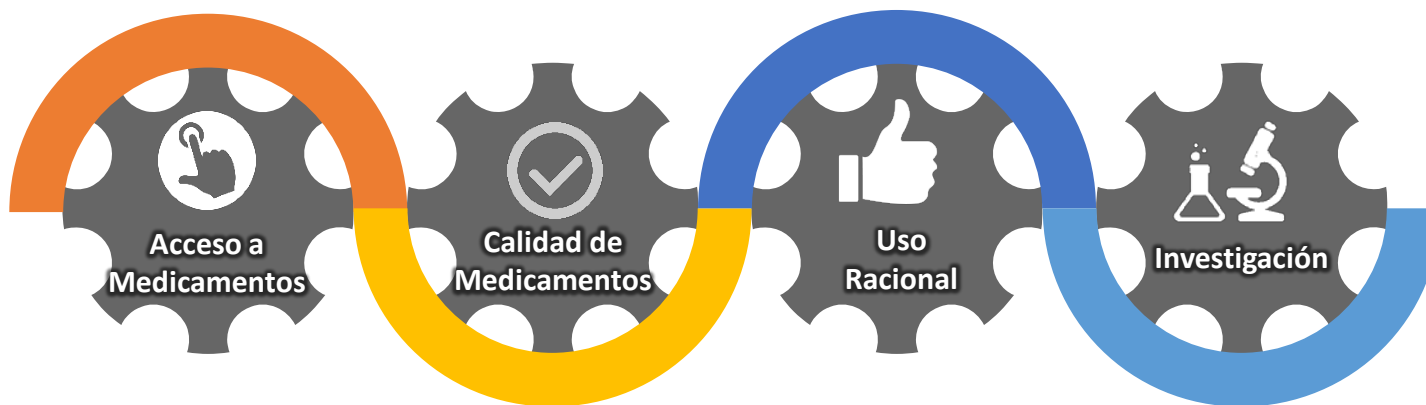 Acceso a
Medicamentos
Calidad de
Medicamentos
Uso
Racional
Investigación